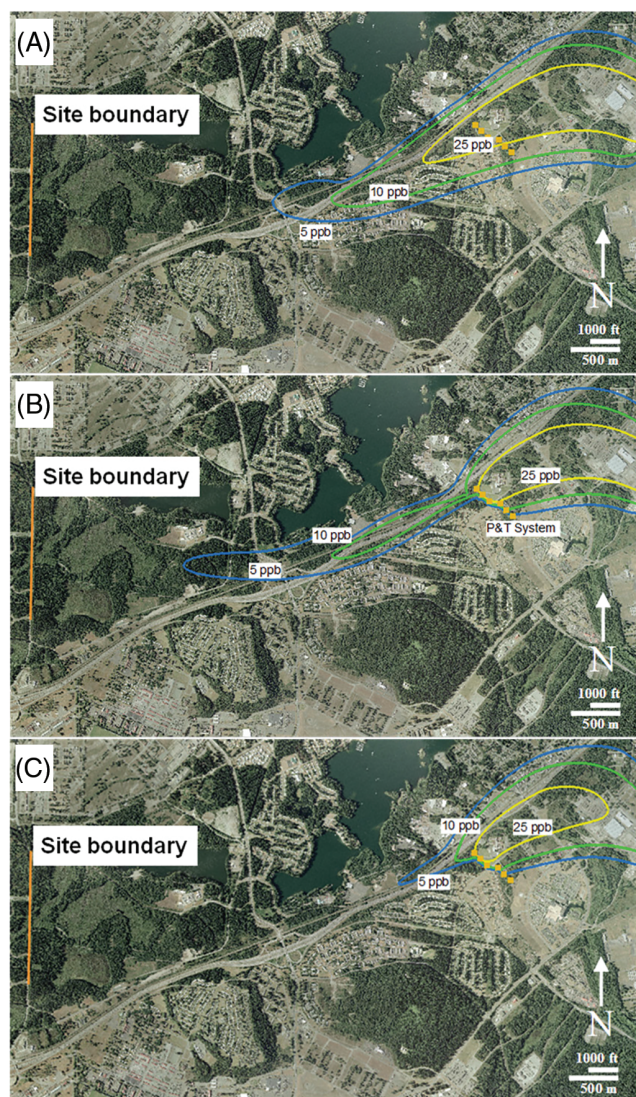 (A)
Site boundary
25 ppb
10 ppb
5 ppb
N
1000 ft
500 m
(B)
Site boundary
25 ppb
P&T System
10 ppb
5 ppb
N
1000 ft
500 m
(C)
Site boundary
10 ppb
25 ppb
5 ppb
N
1000 ft
500 m